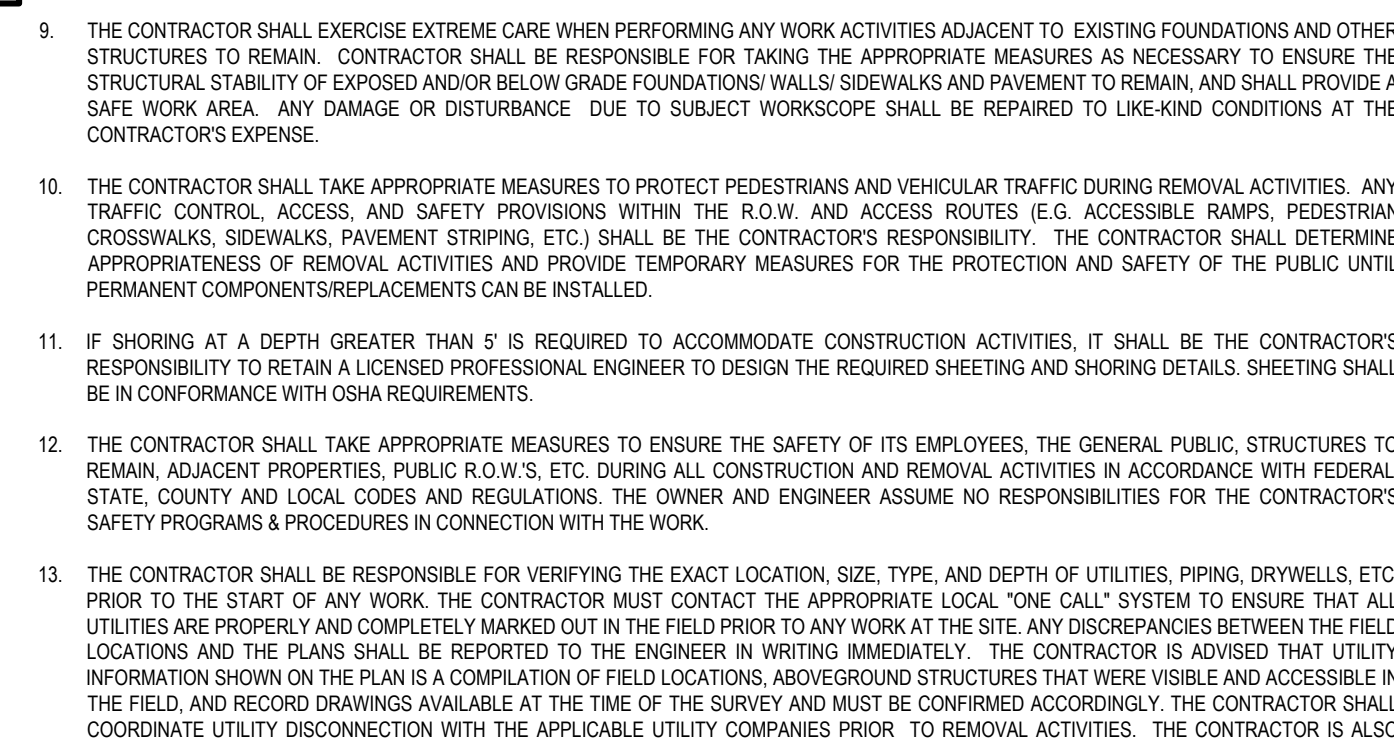 9. THE CONTRACTOR SHALL EXERCISE EXTREME CARE WHEN PERFORMING ANY WORK ACTIVITIES ADJACENT TO EXISTING FOUNDATIONS AND OTHER
STRUCTURES TO REMAIN. CONTRACTOR SHALL BE RESPONSIBLE FOR TAKING THE APPROPRIATE MEASURES AS NECESSARY TO ENSURE THE
STRUCTURAL STABILITY OF EXPOSED AND/OR BELOW GRADE FOUNDATIONS/ WALLS/ SIDEWALKS AND PAVEMENT TO REMAIN, AND SHALL PROVIDE A
SAFE WORK AREA. ANY DAMAGE OR DISTURBANCE DUE TO SUBJECT WORKSCOPE SHALL BE REPAIRED TO LIKE-KIND CONDITIONS AT THE
CONTRACTOR'S EXPENSE.
10. THE CONTRACTOR SHALL TAKE APPROPRIATE MEASURES TO PROTECT PEDESTRIANS AND VEHICULAR TRAFFIC DURING REMOVAL ACTIVITIES. ANY
TRAFFIC CONTROL, ACCESS, AND SAFETY PROVISIONS WITHIN THE R.O.W. AND ACCESS ROUTES (E.G. ACCESSIBLE RAMPS, PEDESTRIAN
CROSSWALKS, SIDEWALKS, PAVEMENT STRIPING, ETC.) SHALL BE THE CONTRACTOR'S RESPONSIBILITY. THE CONTRACTOR SHALL DETERMINE
APPROPRIATENESS OF REMOVAL ACTIVITIES AND PROVIDE TEMPORARY MEASURES FOR THE PROTECTION AND SAFETY OF THE PUBLIC UNTIL
PERMANENT COMPONENTS/REPLACEMENTS CAN BE INSTALLED.
11. IF SHORING AT A DEPTH GREATER THAN 5' IS REQUIRED TO ACCOMMODATE CONSTRUCTION ACTIVITIES, IT SHALL BE THE CONTRACTOR'S
RESPONSIBILITY TO RETAIN A LICENSED PROFESSIONAL ENGINEER TO DESIGN THE REQUIRED SHEETING AND SHORING DETAILS. SHEETING SHALL
BE IN CONFORMANCE WITH OSHA REQUIREMENTS.
12. THE CONTRACTOR SHALL TAKE APPROPRIATE MEASURES TO ENSURE THE SAFETY OF ITS EMPLOYEES, THE GENERAL PUBLIC, STRUCTURES TO
REMAIN, ADJACENT PROPERTIES, PUBLIC R.O.W.'S, ETC. DURING ALL CONSTRUCTION AND REMOVAL ACTIVITIES IN ACCORDANCE WITH FEDERAL
STATE, COUNTY AND LOCAL CODES AND REGULATIONS. THE OWNER AND ENGINEER ASSUME NO RESPONSIBILITIES FOR THE CONTRACTOR'S
SAFETY PROGRAMS & PROCEDURES IN CONNECTION WITH THE WORK.
13. THE CONTRACTOR SHALL BE RESPONSIBLE FOR VERIFYING THE EXACT LOCATION, SIZE, TYPE, AND DEPTH OF UTILITIES, PIPING, DRYWELLS, ETC
PRIOR TO THE START OF ANY WORK. THE CONTRACTOR MUST CONTACT THE APPROPRIATE LOCAL "ONE CALL" SYSTEM TO ENSURE THAT ALL
UTILITIES ARE PROPERLY AND COMPLETELY MARKED OUT IN THE FIELD PRIOR TO ANY WORK AT THE SITE. ANY DISCREPANCIES BETWEEN THE FIELD
LOCATIONS AND THE PLANS SHALL BE REPORTED TO THE ENGINEER IN WRITING IMMEDIATELY. THE CONTRACTOR IS ADVISED THAT UTILITY
INFORMATION SHOWN ON THE PLAN IS A COMPILATION OF FIELD LOCATIONS, ABOVEGROUND STRUCTURES THAT WERE VISIBLE AND ACCESSIBLE IN
THE FIELD, AND RECORD DRAWINGS AVAILABLE AT THE TIME OF THE SURVEY AND MUST BE CONFIRMED ACCORDINGLY. THE CONTRACTOR SHALL
COORDINATE UTILITY DISCONNECTION WITH THE APPLICABLE UTILITY COMPANIES PRIOR TO REMOVAL ACTIVITIES. THE CONTRACTOR IS ALSO